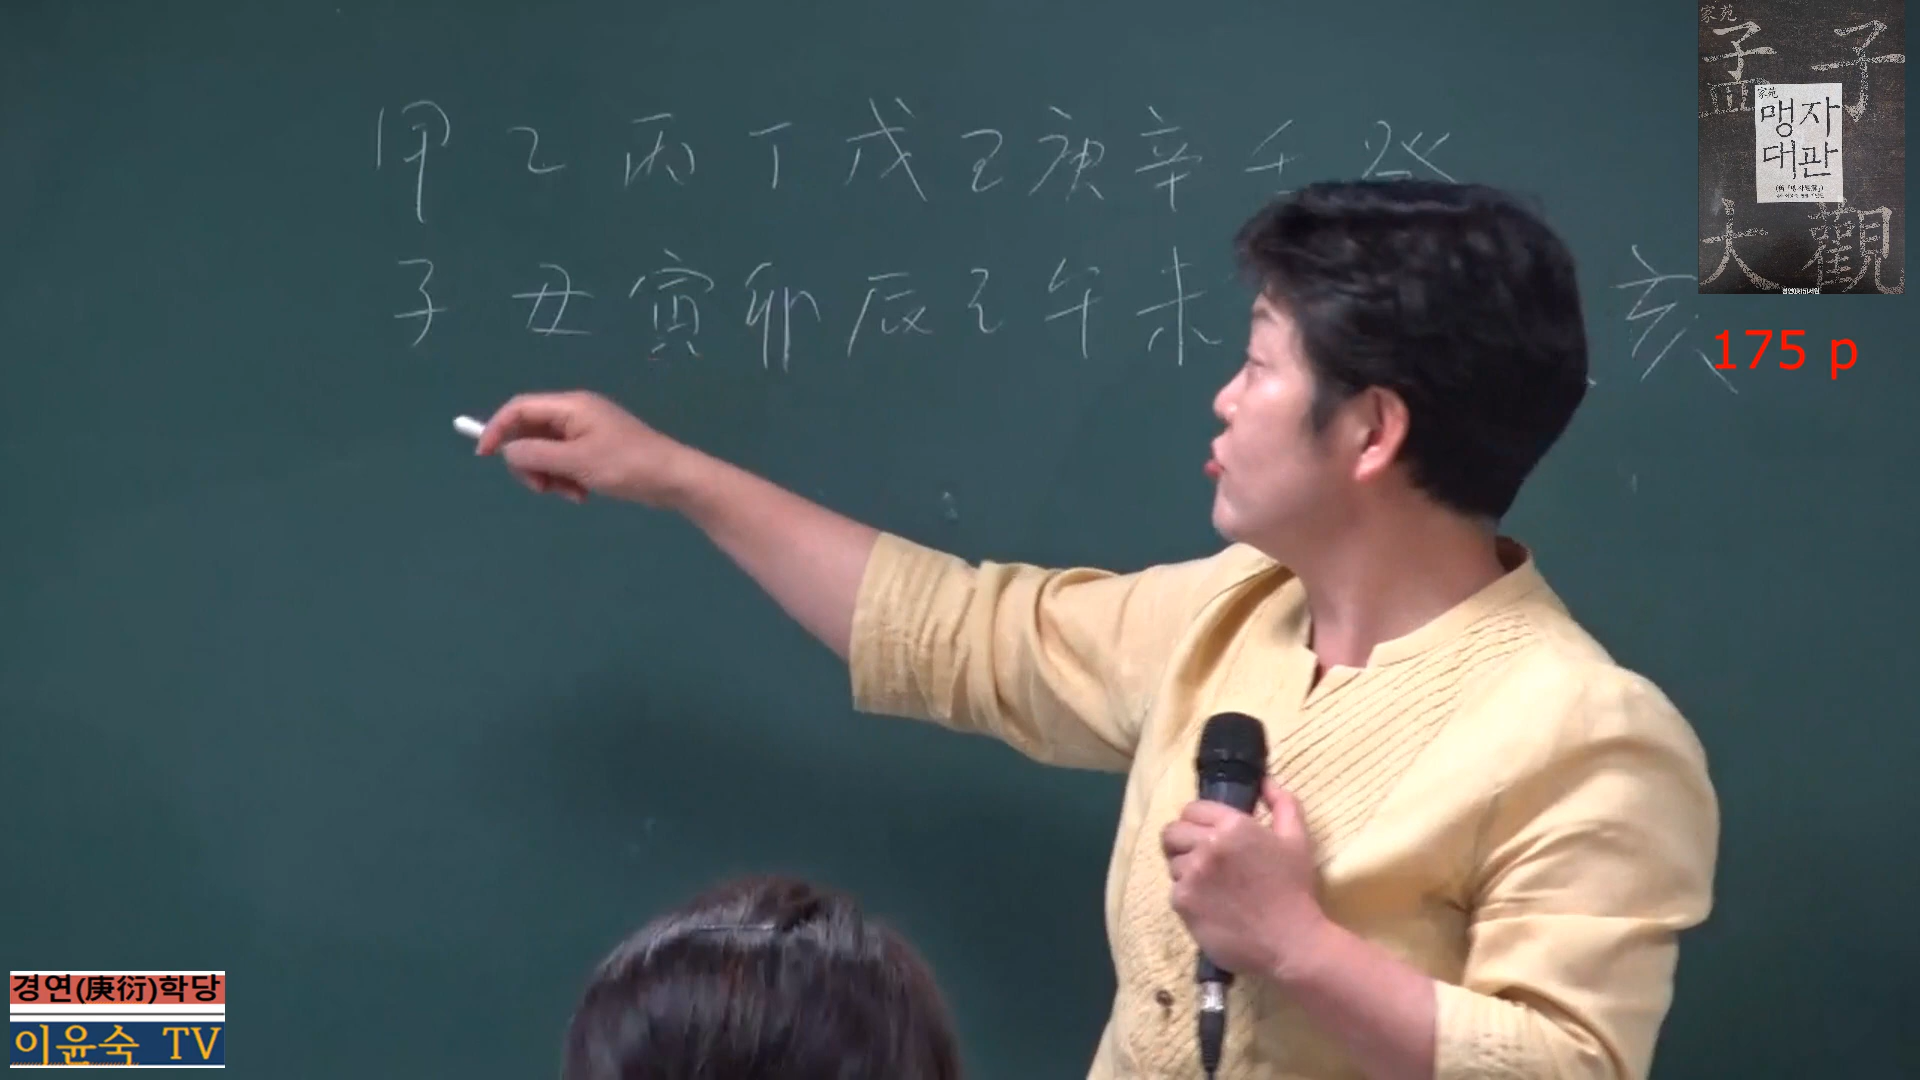 甲乙丙丁戊己庚辛壬癸
子丑寅卯辰巳午未 亥
家苑
孟子
家苑
맹자
대관
大觀
175 p
경연(庚衍)학당
이윤숙 TV